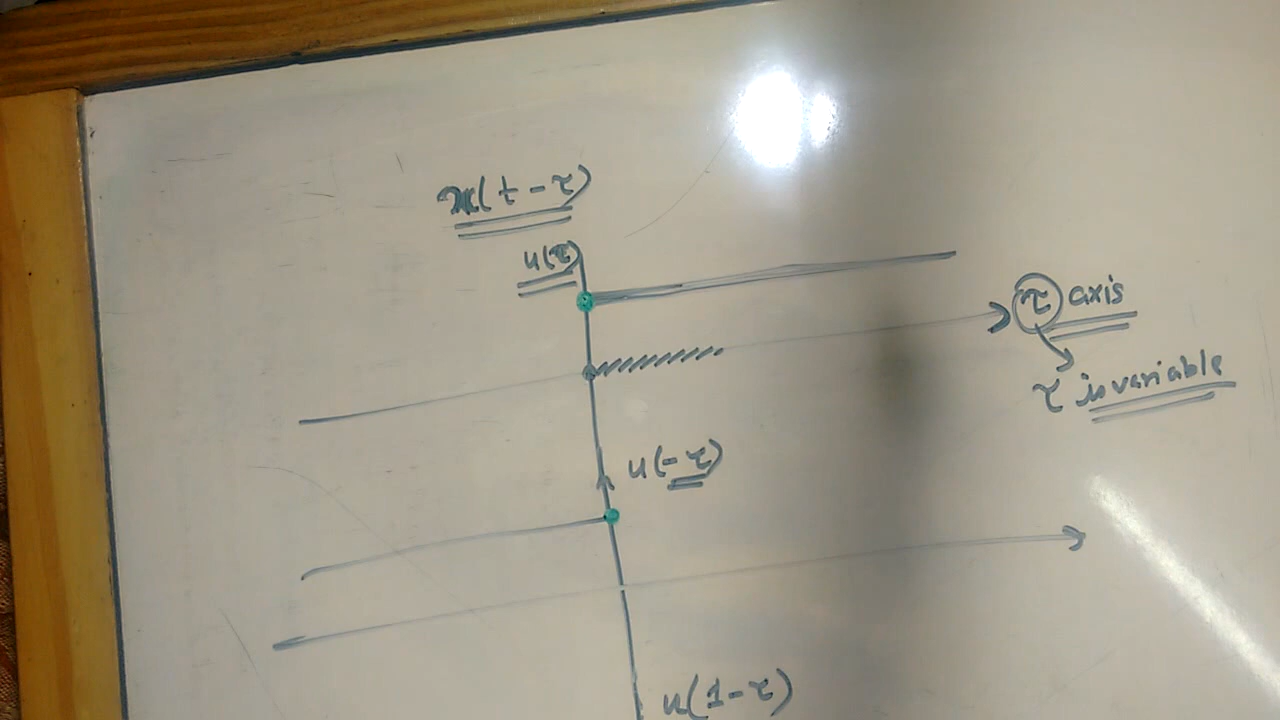 x(t-τ)
u(τ)
τ axis
τ is variable
u(-τ)
u(1-τ)